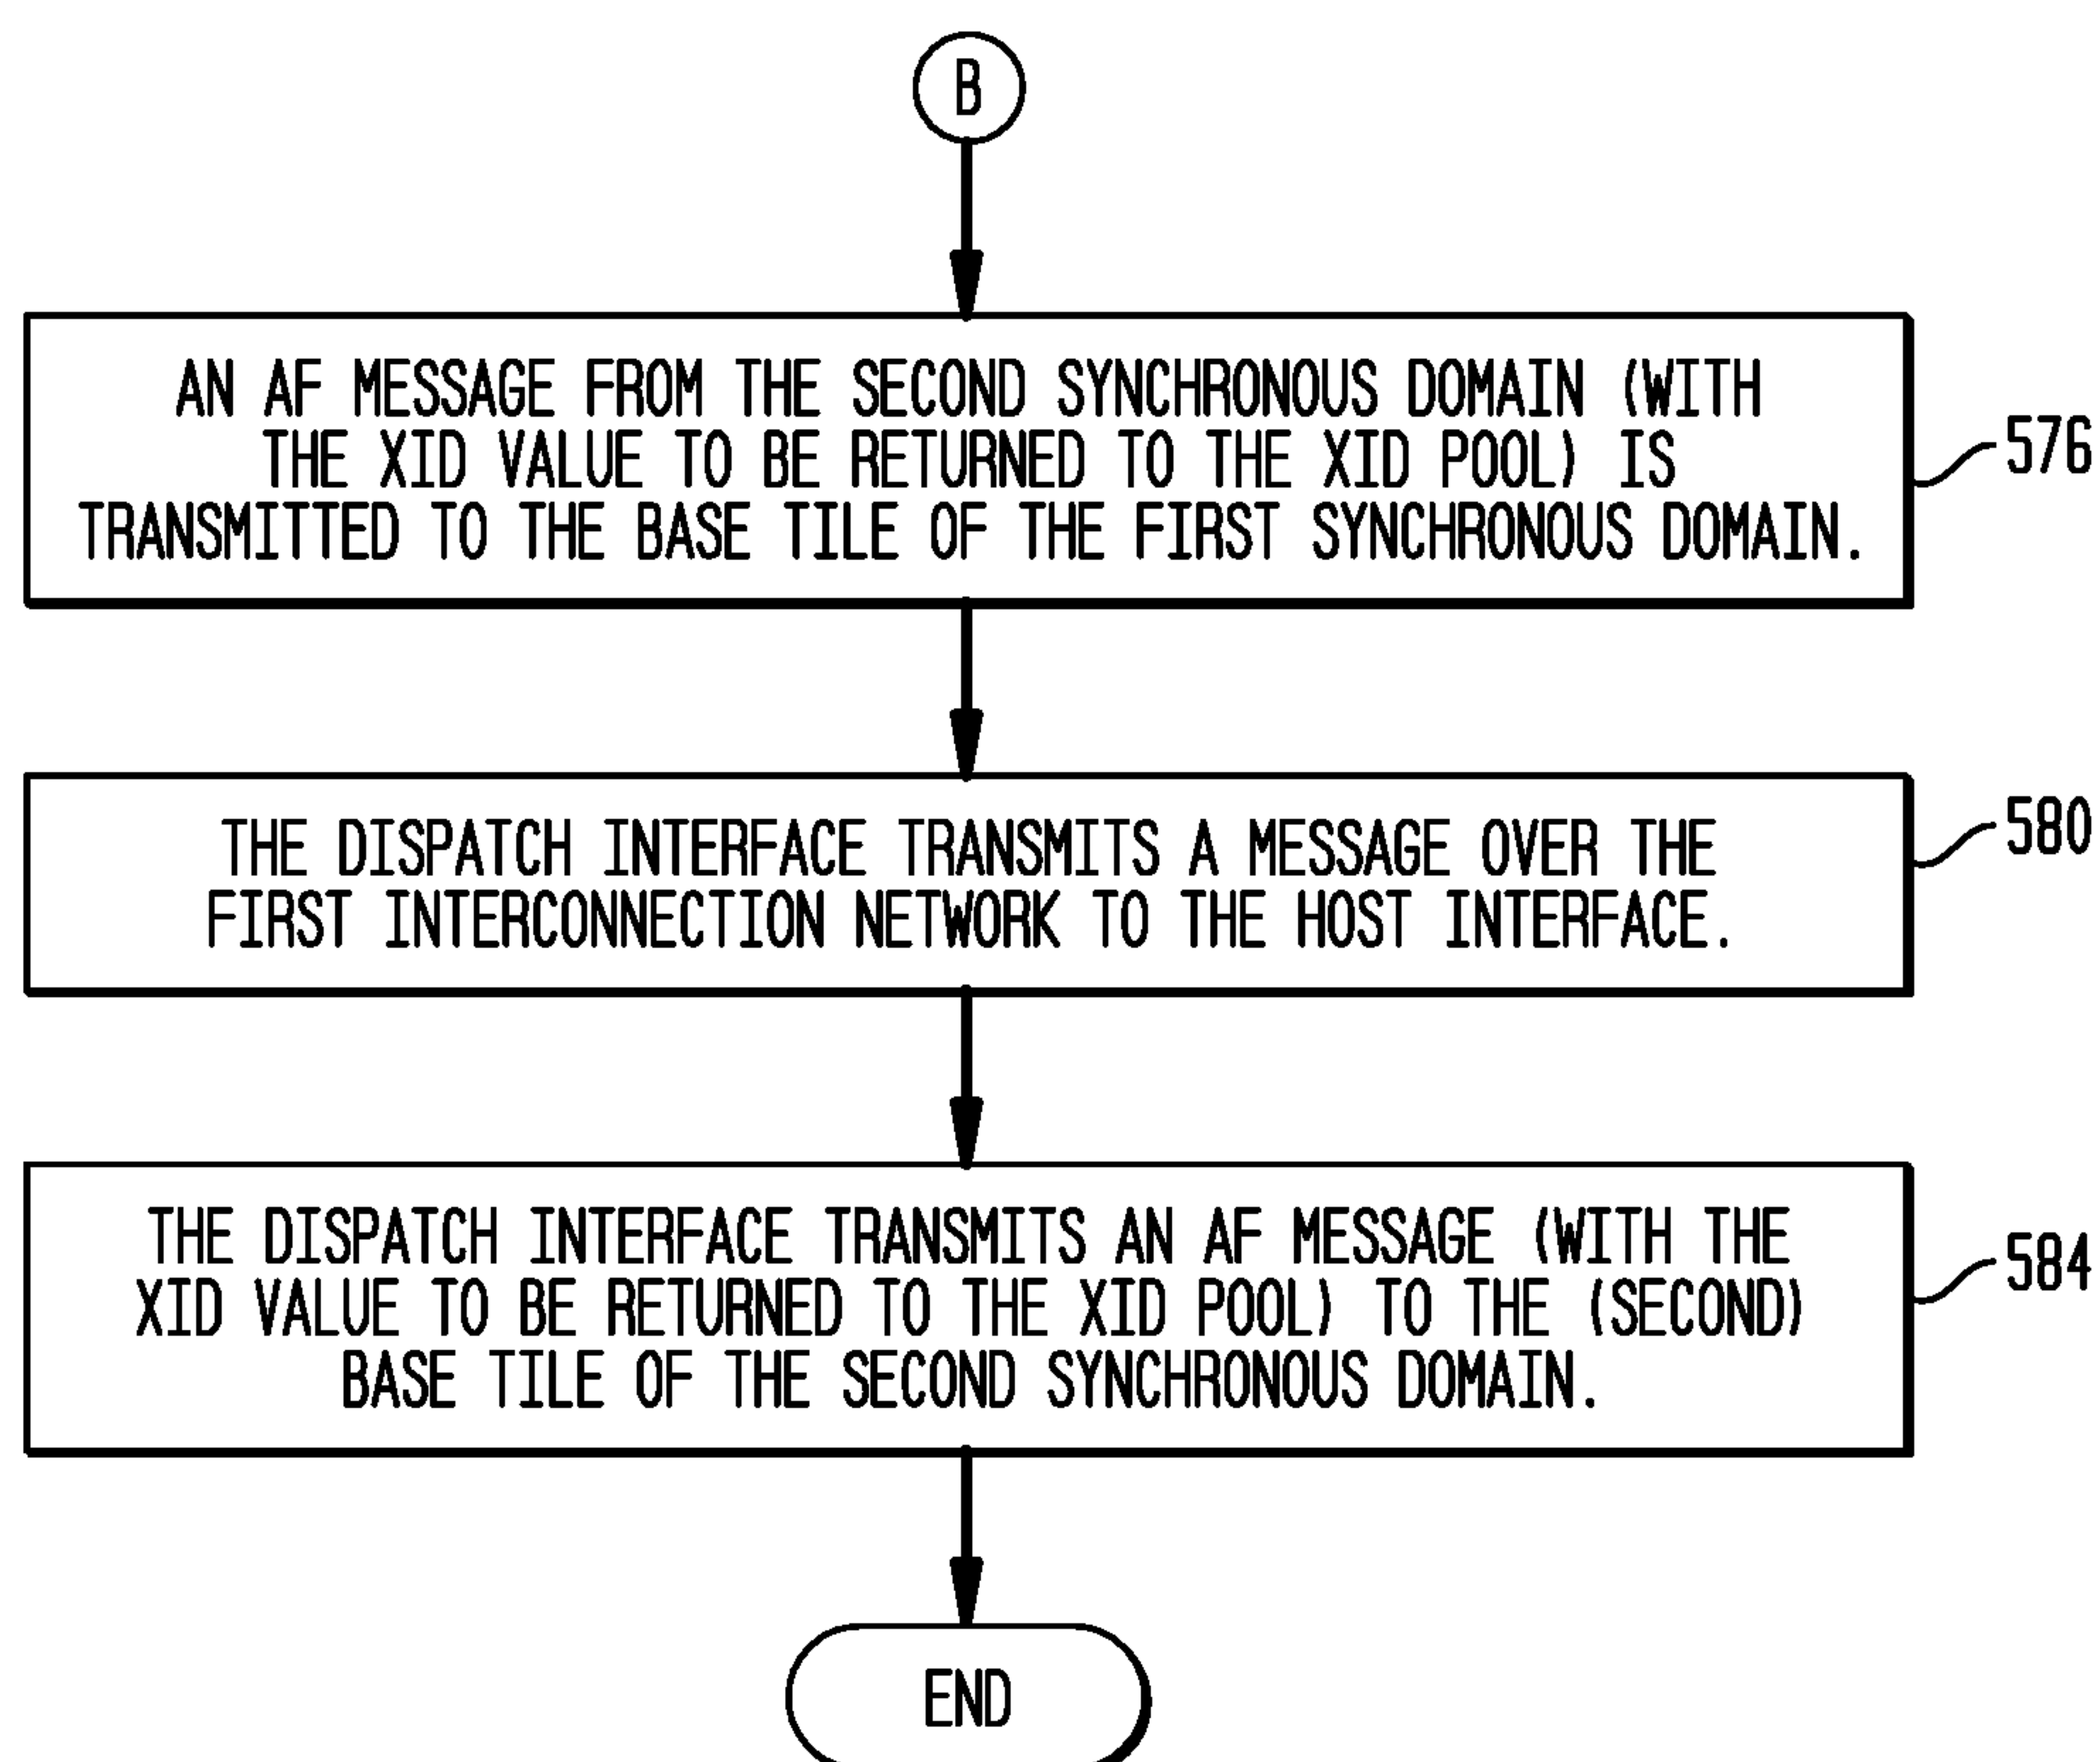 B
AN AF MESSAGE FROM THE SECOND SYNCHRONOUS DOMAIN (WITH
THE XID VALUE TO BE RETURNED TO THE XID POOL) IS
TRANSMITTED TO THE BASE TILE OF THE FIRST SYNCHRONOUS DOMAIN.
576
THE DISPATCH INTERFACE TRANSMITS A MESSAGE OVER THE
FIRST INTERCONNECTION NETWORK TO THE HOST INTERFACE.
580
THE DISPATCH INTERFACE TRANSMITS AN AF MESSAGE (WITH THE
XID VALUE TO BE RETURNED TO THE XID POOL) TO THE (SECOND)
BASE TILE OF THE SECOND SYNCHRONOUS DOMAIN.
584
END